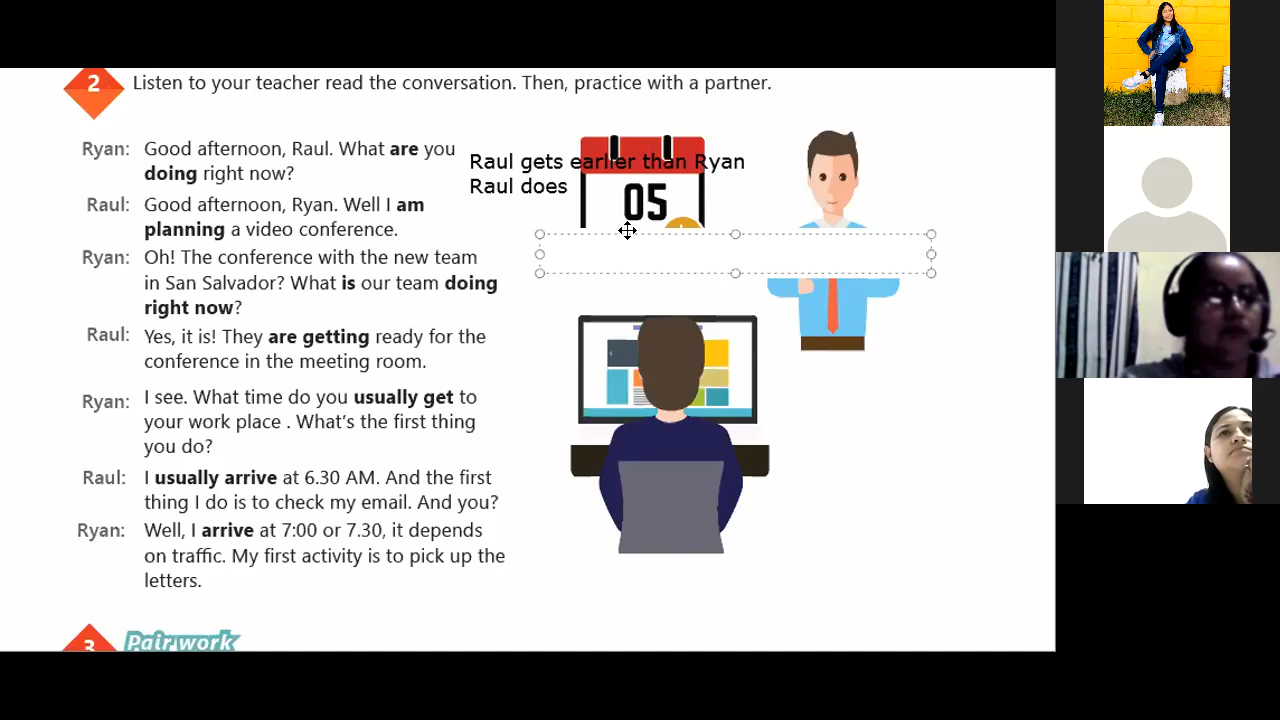 2 Listen to your teacher read the conversation. Then, practice with a partner.
Ryan: Good afternoon, Raul. What are you
doing right now?
Raul: Good afternoon, Ryan. Well I am
planning a video conference.
Ryan: Oh! The conference with the new team
in San Salvador? What is our team doing
right now?
Raul: Yes, it is! They are getting ready for the
conference in the meeting room.
Ryan: I see. What time do you usually get to
your work place . What's the first thing
you do?
Raul: I usually arrive at 6.30 AM. And the first
thing I do is to check my email. And you?
Ryan: Well, I arrive at 7:00 or 7.30, it depends
on traffic. My first activity is to pick up the
letters.
Raul gets earlier than Ryan
Raul does
05
3 Pair work